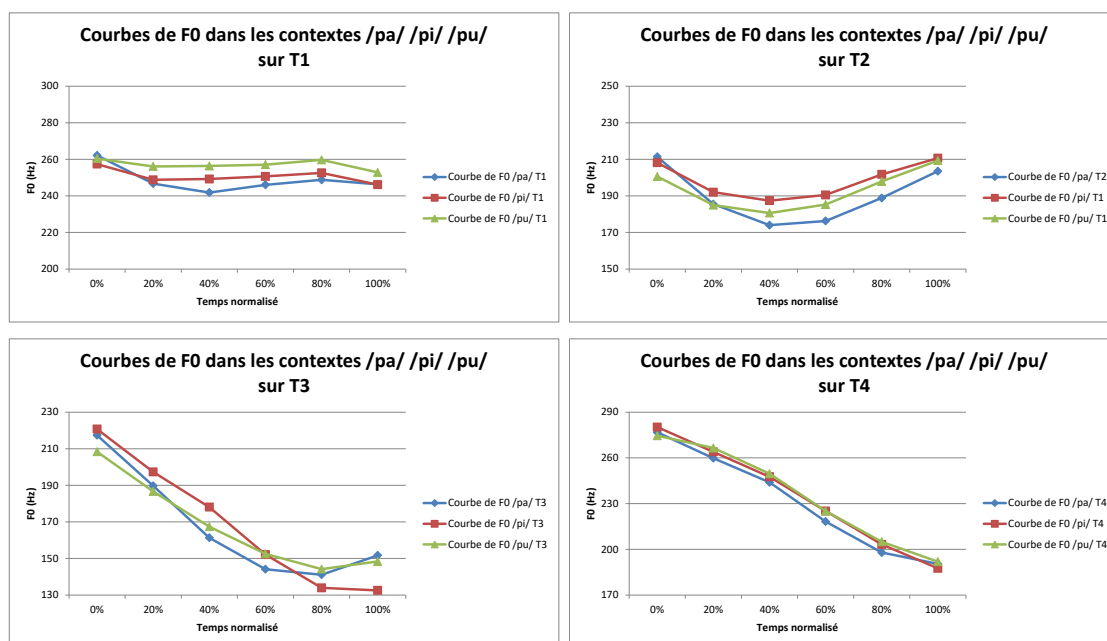 Courbes de F0 dans les contextes /pa/ /pi/ /pu/
sur T1
300
280
260
240
220
200
F0 (Hz)
0% 20% 40% 60% 80% 100%
Temps normalisé
Courbe de F0 /pa/ T1
Courbe de F0 /pi/ T1
Courbe de F0 /pu/ T1
Courbes de F0 dans les contextes /pa/ /pi/ /pu/
sur T2
250
230
210
190
170
150
F0 (Hz)
0% 20% 40% 60% 80% 100%
Temps normalisé
Courbe de F0 /pa/ T2
Courbe de F0 /pi/ T1
Courbe de F0 /pu/ T1
Courbes de F0 dans les contextes /pa/ /pi/ /pu/
sur T3
230
210
190
170
150
130
F0 (Hz)
0% 20% 40% 60% 80% 100%
Temps normalisé
Courbe de F0 /pa/ T3
Courbe de F0 /pi/ T3
Courbe de F0 /pu/ T3
Courbes de F0 dans les contextes /pa/ /pi/ /pu/
sur T4
290
260
230
200
170
F0 (Hz)
0% 20% 40% 60% 80% 100%
Temps normalisé
Courbe de F0 /pa/ T4
Courbe de F0 /pi/ T4
Courbe de F0 /pu/ T4